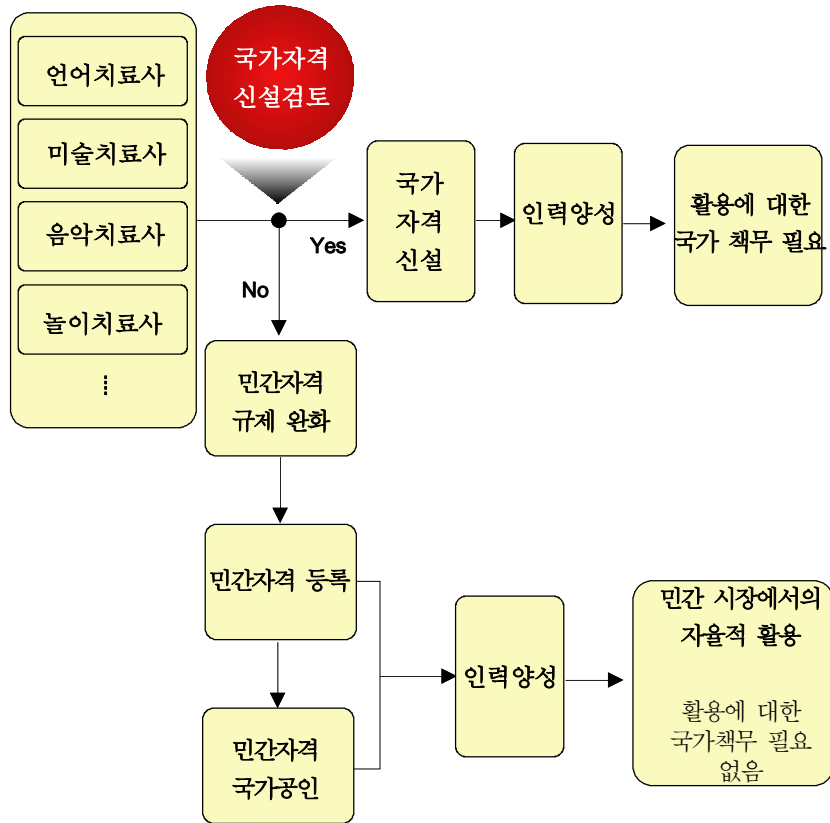 언어치료사
미술치료사
음악치료사
놀이치료사
⋮
국가자격
신설검토
Yes
No
국가
자격
신설
인력양성
활용에 대한
국가 책무 필요
민간자격
규제 완화
민간자격 등록
민간자격
국가공인
인력양성
민간 시장에서의
자율적 활용
활용에 대한
국가책무 필요
없음